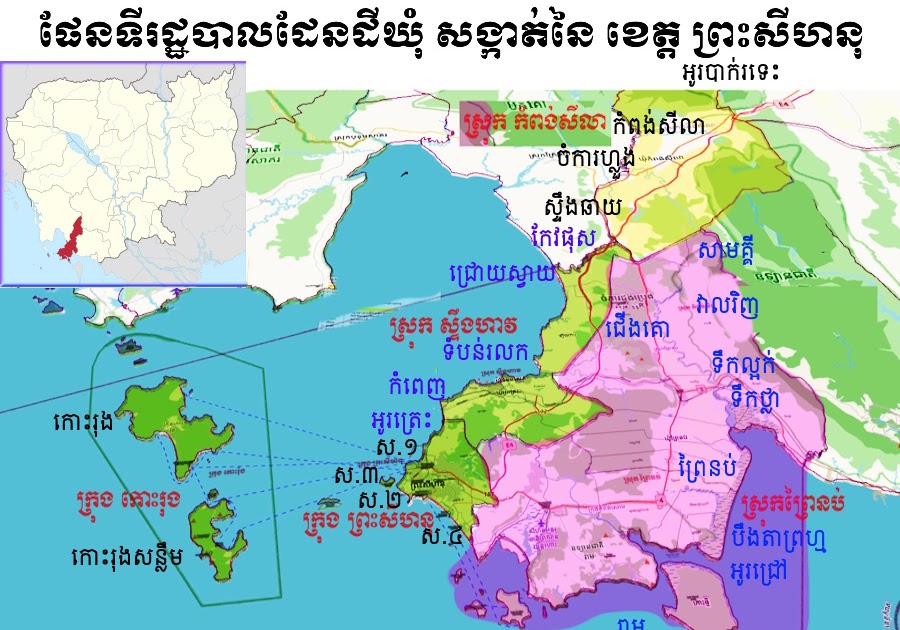 ផែនទីរដ្ឋបាលដែនដីឃុំ សង្កាត់នៃ ខេត្ត ព្រះសីហនុ
អូរបាក់រទេះ
ស្រុក កំពង់សីលា
កំពង់សីលា
ចំការហ្លួង
ស្ទឹងឆាយ
កែវផុស
សាមគ្គី
ជ្រោយស្វាយ
វាលរិញ
ស្រុក ស្ទឹងហាវ
ជើងគោ
ទំបន់រលក
ទឹកល្អក់
កំពេញ
ទឹកថ្លា
អូរត្រេះ
កោះរុង
ស.១
ស.៣
ព្រៃនប់
ក្រុង កោះរុង
ស.២
ស្រុកព្រៃនប់
ក្រុង ព្រះសហនុ
ស.៤
បឹងតាព្រហ្ម
កោះរុងសន្លឹម
អូរជ្រៅ
រាម
E4
E4
4